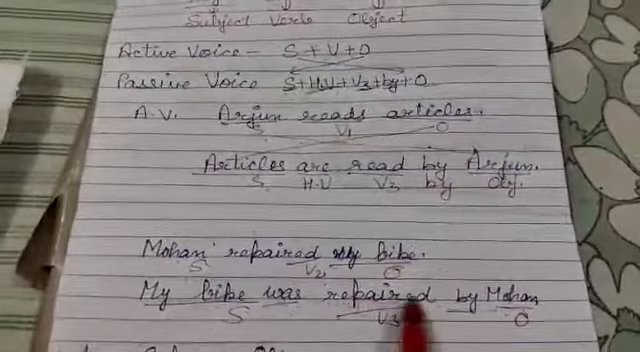 Subject Verb Object
Active Voice - S + V + O
Passive Voice S + H.V + V3 + by + O
A.V. Arjun reads articles.
S V1 O
Articles are read by Arjun.
S H.V V3 by Obj.
Mohan repaired my bike.
S V2 O
My bike was repaired by Mohan
S V3 O